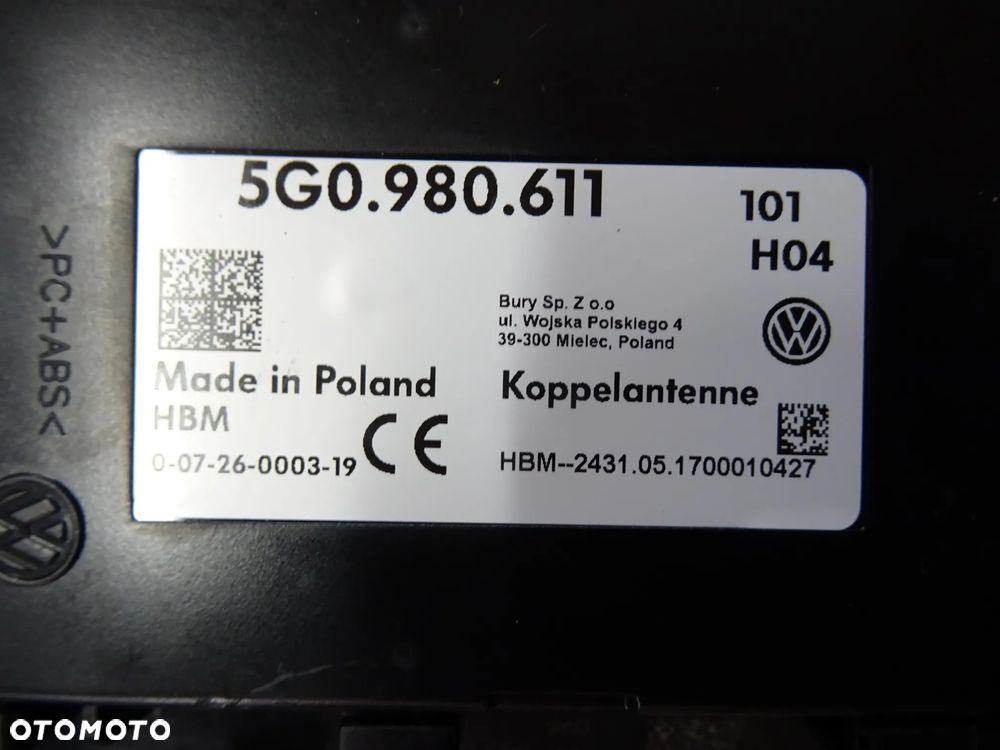 5G0.980.611
101
H04
Bury Sp. Z o.o
ul. Wojska Polskiego 4
39-300 Mielec, Poland
Made in Poland
HBM
0-07-26-0003-19
CE
Koppelantenne
HBM--2431.05.1700010427
>PC+ABS<
OTOMOTO